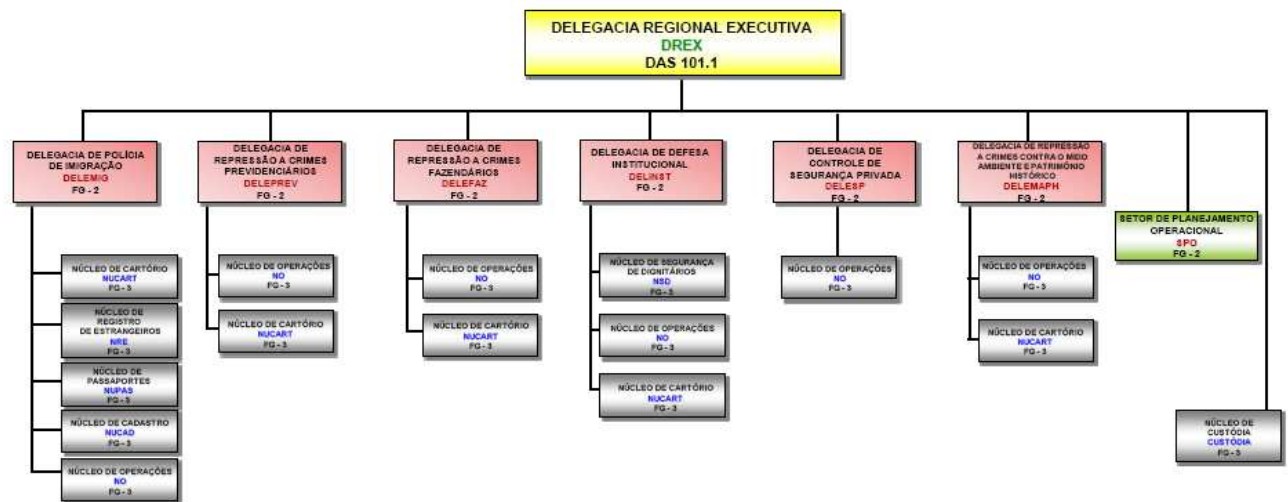 DELEGACIA REGIONAL EXECUTIVA
DREX
DAS 101.1
DELEGACIA DE POLÍCIA
DE IMIGRAÇÃO
DELEMIG
FG - 2
NÚCLEO DE CARTÓRIO
NUCART
FG - 3
NÚCLEO DE
REGISTRO
DE ESTRANGEIROS
NRE
FG - 3
NÚCLEO DE
PASSAPORTES
NUPAS
FG - 3
NÚCLEO DE CADASTRO
NUCAD
FG - 3
NÚCLEO DE OPERAÇÕES
NO
FG - 3
DELEGACIA DE
REPRESSÃO A CRIMES
PREVIDENCIÁRIOS
DELEPREV
FG - 2
NÚCLEO DE OPERAÇÕES
NO
FG - 3
NÚCLEO DE CARTÓRIO
NUCART
FG - 3
DELEGACIA DE
REPRESSÃO A CRIMES
FAZENDÁRIOS
DELEFAZ
FG - 2
NÚCLEO DE OPERAÇÕES
NO
FG - 3
NÚCLEO DE CARTÓRIO
NUCART
FG - 3
DELEGACIA DE DEFESA
INSTITUCIONAL
DELINST
FG - 2
NÚCLEO DE SEGURANÇA
DE DIGNITÁRIOS
NSD
FG - 3
NÚCLEO DE OPERAÇÕES
NO
FG - 3
NÚCLEO DE CARTÓRIO
NUCART
FG - 3
DELEGACIA DE
CONTROLE DE
SEGURANÇA PRIVADA
DELESP
FG - 2
NÚCLEO DE OPERAÇÕES
NO
FG - 3
DELEGACIA DE REPRESSÃO
A CRIMES CONTRA O MEIO
AMBIENTE E PATRIMÔNIO
HISTÓRICO
DELEMAPH
FG - 2
NÚCLEO DE OPERAÇÕES
NO
FG - 3
NÚCLEO DE CARTÓRIO
NUCART
FG - 3
SETOR DE PLANEJAMENTO
OPERACIONAL
SPO
FG - 2
NÚCLEO DE
CUSTÓDIA
CUSTÓDIA
FG - 3